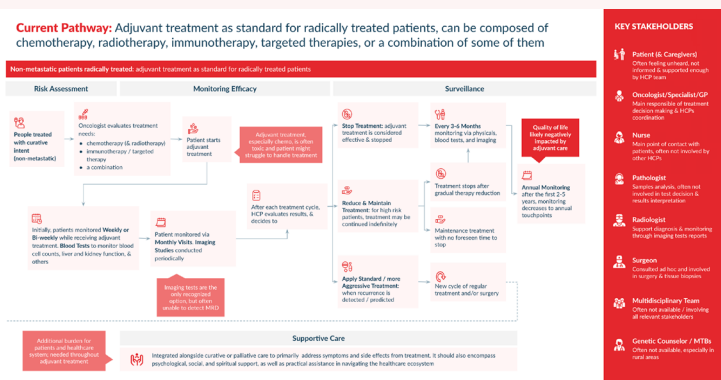 Current Pathway: Adjuvant treatment as standard for radically treated patients, can be composed of
chemotherapy, radiotherapy, immunotherapy, targeted therapies, or a combination of some of them
Non-metastatic patients radically treated: adjuvant treatment as standard for radically treated patients
Risk Assessment
Monitoring Efficacy
Surveillance
People treated
with curative
intent
(non-metastatic)
Oncologist evaluates treatment
needs:
• chemotherapy (& radiotherapy)
• immunotherapy / targeted
therapy
• a combination
Patient starts
adjuvant
treatment
Adjuvant treatment,
especially chemo, is often
toxic and patient might
struggle to handle treatment
Initially, patients monitored Weekly or
Bi-weekly while receiving adjuvant
treatment. Blood Tests to monitor blood
cell counts, liver and kidney function, &
others
Patient monitored via
Monthly Visits. Imaging
Studies conducted
periodically
Imaging tests are the
only recognized
option, but often
unable to detect MRD
After each treatment cycle,
HCP evaluates results, &
decides to
Stop Treatment: adjuvant
treatment is considered
effective & stopped
Reduce & Maintain
Treatment: for high risk
patients, treatment may be
continued indefinitely
Apply Standard / more
Aggressive Treatment:
when recurrence is
detected / predicted
Every 3-6 Months
monitoring via physicals,
blood tests, and imaging
Treatment stops after
gradual therapy reduction
Maintenance treatment
with no foreseen time to
stop
New cycle of regular
treatment and/or surgery
Quality of life
likely negatively
impacted by
adjuvant care
Annual Monitoring
after the first 2-5
years, monitoring
decreases to annual
touchpoints
Additional burden for
patients and healthcare
system, needed throughout
adjuvant treatment
Supportive Care
Integrated alongside curative or palliative care to primarily address symptoms and side effects from treatment. It should also encompass
psychological, social, and spiritual support, as well as practical assistance in navigating the healthcare ecosystem
KEY STAKEHOLDERS
Patient (& Caregivers)
Often feeling unheard, not
informed & supported enough
by HCP team
Oncologist/Specialist/GP
Main responsible of treatment
decision making & HCPs
coordination
Nurse
Main point of contact with
patients, often not involved by
other HCPs
Pathologist
Samples analysis, often not
involved in test decision &
results interpretation
Radiologist
Support diagnosis & monitoring
through imaging tests reports
Surgeon
Consulted ad hoc and involved
in surgery & tissue biopsies
Multidisciplinary Team
Often not available / involving
all relevant stakeholders
Genetic Counselor / MTBs
Often not available, especially in
rural areas